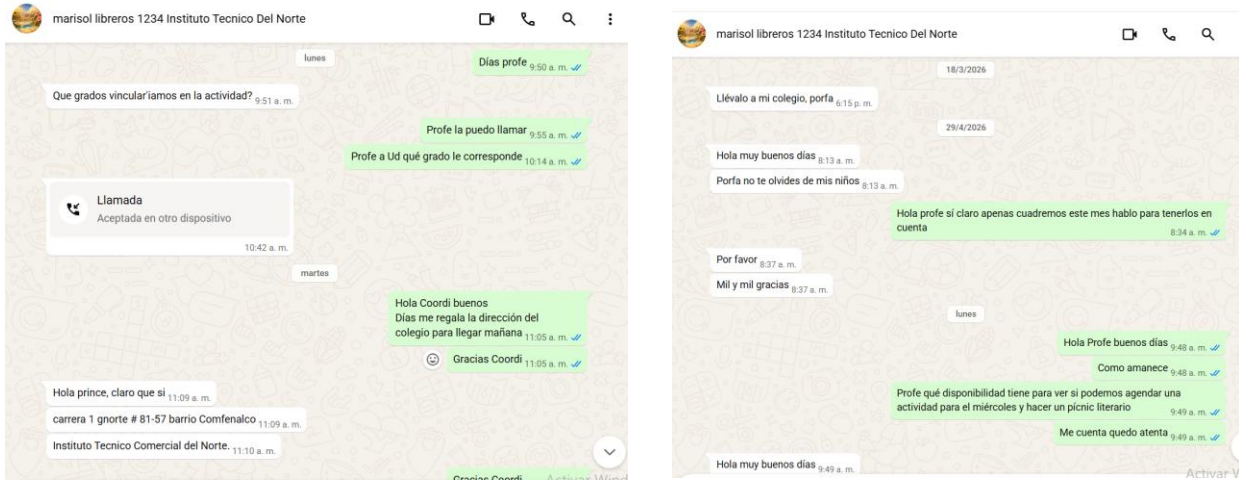 marisol libreros 1234 Instituto Tecnico Del Norte
lunes
Días profe 9:50 a. m.
Que grados vincular'iamos en la actividad? 9:51 a. m.
Profe la puedo llamar 9:55 a. m.
Profe a Ud qué grado le corresponde 10:14 a. m.
Llamada
Aceptada en otro dispositivo
10:42 a. m.
martes
Hola Coordi buenos
Días me regala la dirección del
colegio para llegar mañana 11:05 a. m.
Gracias Coordi 11:05 a. m.
Hola prince, claro que si 11:09 a. m.
carrera 1 gnorte # 81-57 barrio Comfenalco 11:09 a. m.
Instituto Tecnico Comercial del Norte. 11:10 a. m.
Gracias Coordi
Activar Wind
marisol libreros 1234 Instituto Tecnico Del Norte
18/3/2026
Llévalo a mi colegio, porfa 6:15 p. m.
29/4/2026
Hola muy buenos días 8:13 a. m.
Porfa no te olvides de mis niños 8:13 a. m.
Hola profe sí claro apenas cuadremos este mes hablo para tenerlos en
cuenta
8:34 a. m.
Por favor 8:37 a. m.
Mil y mil gracias 8:37 a. m.
lunes
Hola Profe buenos días 9:48 a. m.
Como amanece 9:48 a. m.
Profe qué disponibilidad tiene para ver si podemos agendar una
actividad para el miércoles y hacer un pícnic literario 9:49 a. m.
Me cuenta quedo atenta 9:49 a. m.
Hola muy buenos días 9:49 a. m.
Activar W